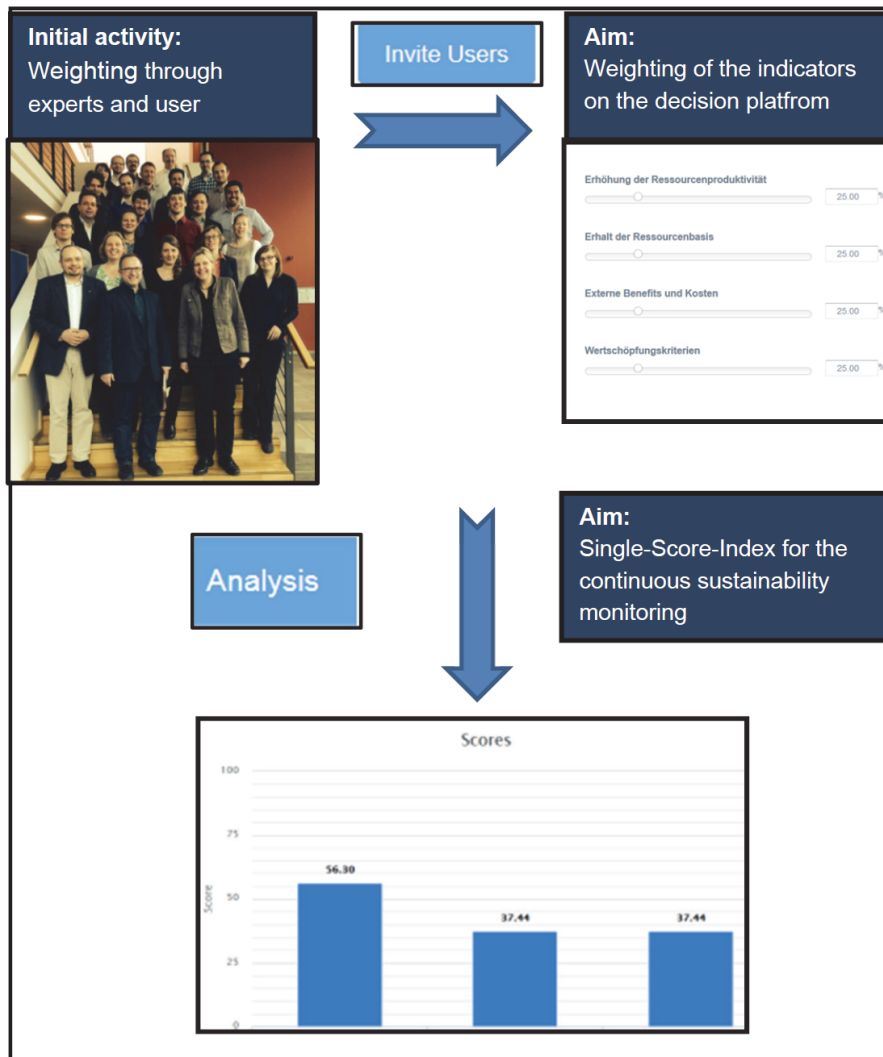 Initial activity:
Weighting through
experts and user
Invite Users
Aim:
Weighting of the indicators
on the decision platfrom
Erhöhung der Ressourcenproduktivität
25.00 %
Erhalt der Ressourcenbasis
25.00 %
Externe Benefits und Kosten
25.00 %
Wertschöpfungskriterien
25.00 %
Analysis
Aim:
Single-Score-Index for the
continuous sustainability
monitoring
Scores
100
75
50
25
0
Score
56.30
37.44
37.44